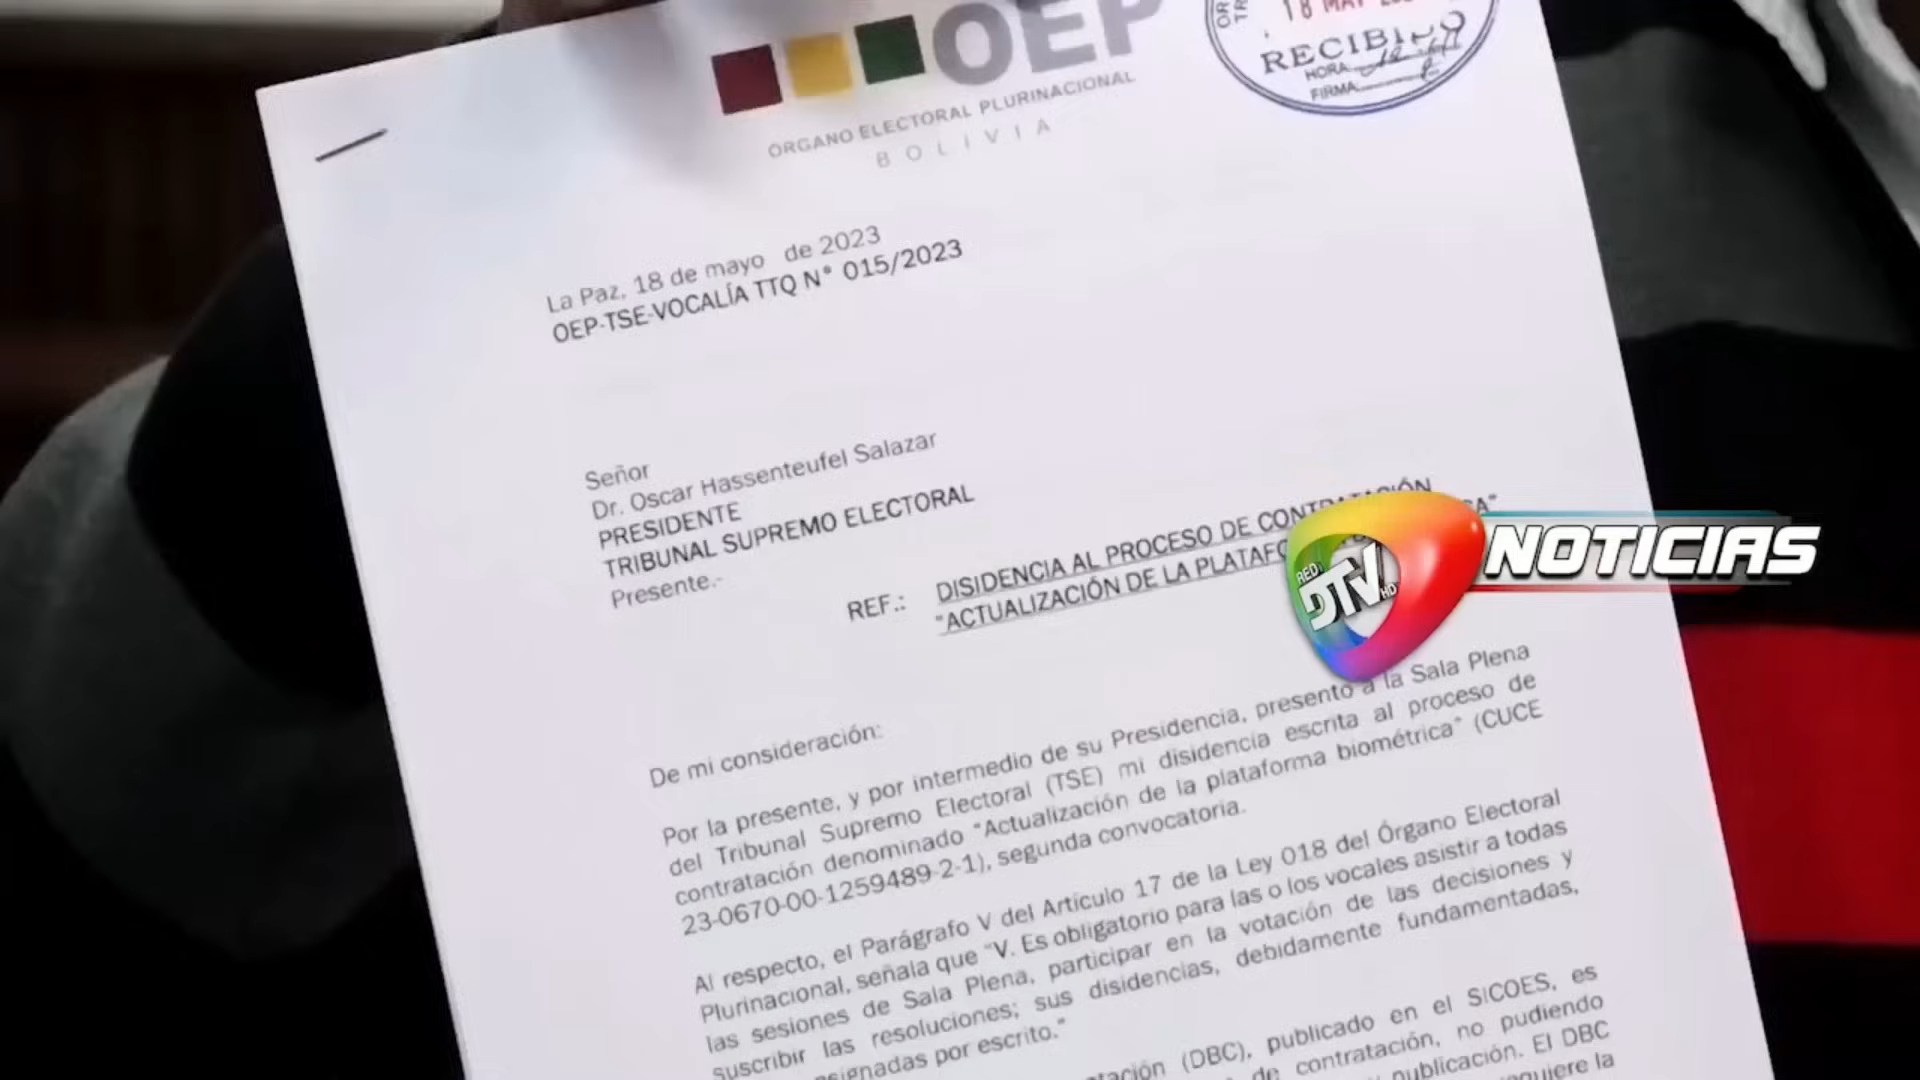 OEP
ÓRGANO ELECTORAL PLURINACIONAL
BOLIVIA
18 MAY
RECIBIDO
HORA:
FIRMA:
La Paz, 18 de mayo de 2023
OEP-TSE-VOCALÍA TTQ N° 015/2023
Señor
Dr. Oscar Hassenteufel Salazar
PRESIDENTE
TRIBUNAL SUPREMO ELECTORAL
Presente.-
REF.: DISIDENCIA AL PROCESO DE CONTRATACIÓN
"ACTUALIZACIÓN DE LA
RED DTV HD NOTICIAS
De mi consideración:
Por la presente, y por intermedio de su Presidencia, presento a la Sala Plena
del Tribunal Supremo Electoral (TSE) mi disidencia escrita al proceso de
contratación denominado "Actualización de la plataforma biométrica" (CUCE
23-0670-00-1259489-2-1), segunda convocatoria.
Al respecto, el Parágrafo V del Artículo 17 de la Ley 018 del Órgano Electoral
Plurinacional, señala que "V. Es obligatorio para las o los vocales asistir a todas
las sesiones de Sala Plena, participar en la votación de las decisiones y
suscribir las resoluciones; sus disidencias, debidamente fundamentadas,
por escrito."
(DBC), publicado en el SICOES, es
de contratación, no pudiendo
publicación. El DBC
la